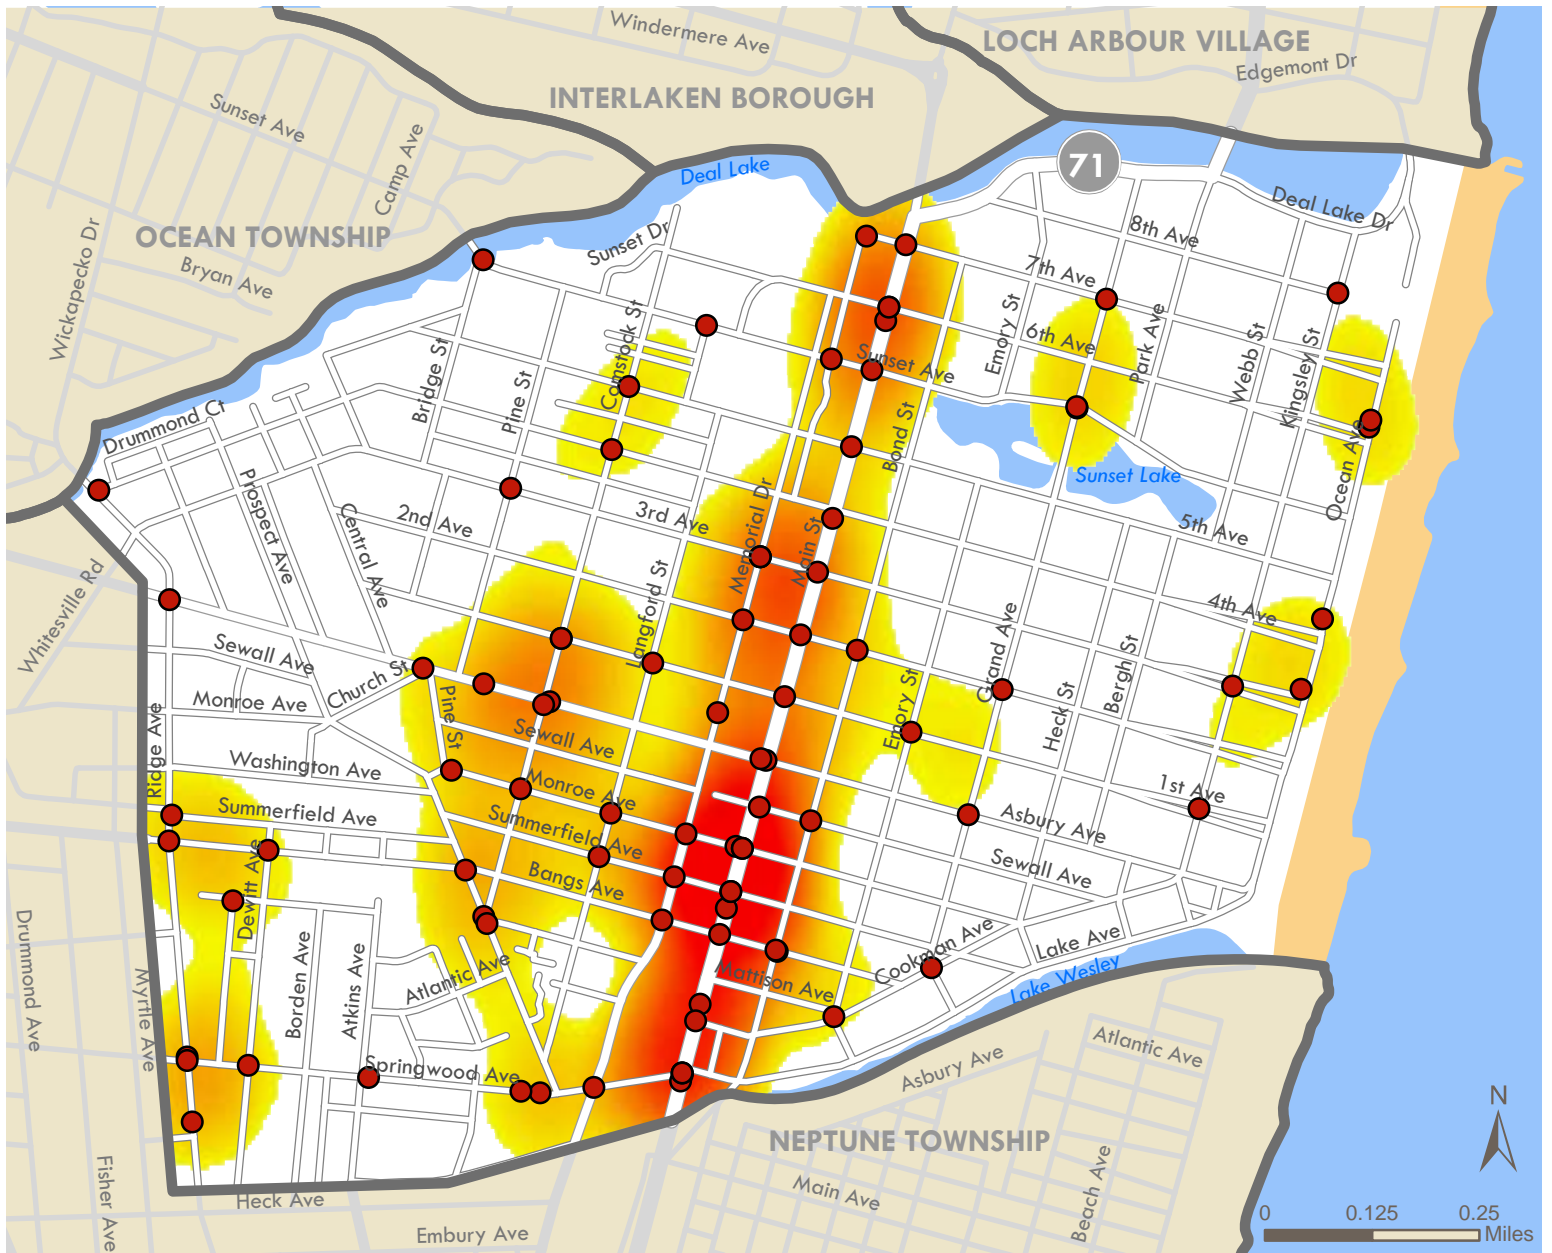 Windermere Ave
LOCH ARBOUR VILLAGE
Edgemont Dr
INTERLAKEN BOROUGH
Sunset Ave
Camp Ave
71
Deal Lake
Deal Lake Dr
OCEAN TOWNSHIP
Sunset Dr
8th Ave
Bryan Ave
7th Ave
Wickapecko Dr
Comstock St
Emory St
6th Ave
Park Ave
Sunset Ave
Webb St
Kingsley St
Bridge St
Pine St
Drummond Ct
Bond St
Sunset Lake
Ocean Ave
Prospect Ave
Central Ave
2nd Ave
3rd Ave
Memorial Dr
Main St
5th Ave
Whitesville Rd
Langford St
4th Ave
Sewall Ave
Church St
Grand Ave
Bergh St
Monroe Ave
Pine St
Emory St
Heck St
Ridge Ave
Sewall Ave
Washington Ave
Monroe Ave
1st Ave
Summerfield Ave
Summerfield Ave
Asbury Ave
Dewitt Ave
Bangs Ave
Sewall Ave
Drummond Ave
Borden Ave
Atkins Ave
Atlantic Ave
Mattison Ave
Cookman Ave
Lake Ave
Lake Wesley
Myrtle Ave
Springwood Ave
Asbury Ave
Atlantic Ave
N
NEPTUNE TOWNSHIP
Fisher Ave
Heck Ave
Main Ave
Beach Ave
Embury Ave
0 0.125 0.25
Miles